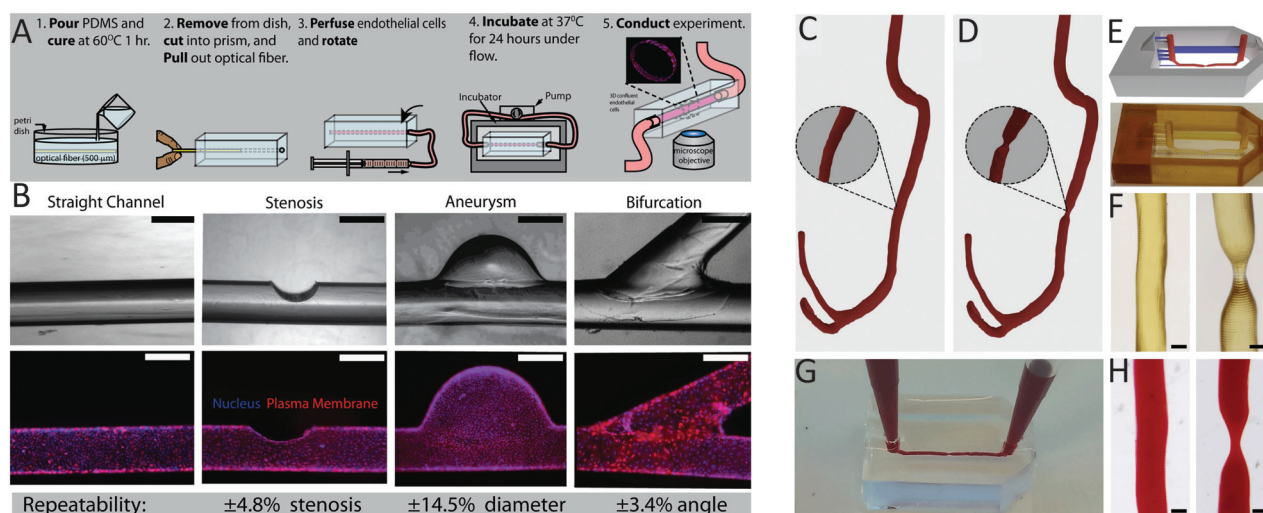 A
1. Pour PDMS and
cure at 60⁰C 1 hr.
2. Remove from dish,
cut into prism, and
Pull out optical fiber.
3. Perfuse endothelial cells
and rotate
4. Incubate at 37⁰C
for 24 hours under
flow.
5. Conduct experiment.
petri
dish
optical fiber (500 µm)
Incubator
Pump
3D confluent
endothelial
cells
microscope
objective
B
Straight Channel
Stenosis
Aneurysm
Bifurcation
Nucleus Plasma Membrane
Repeatability:
±4.8% stenosis
±14.5% diameter
±3.4% angle
C
D
E
F
G
H